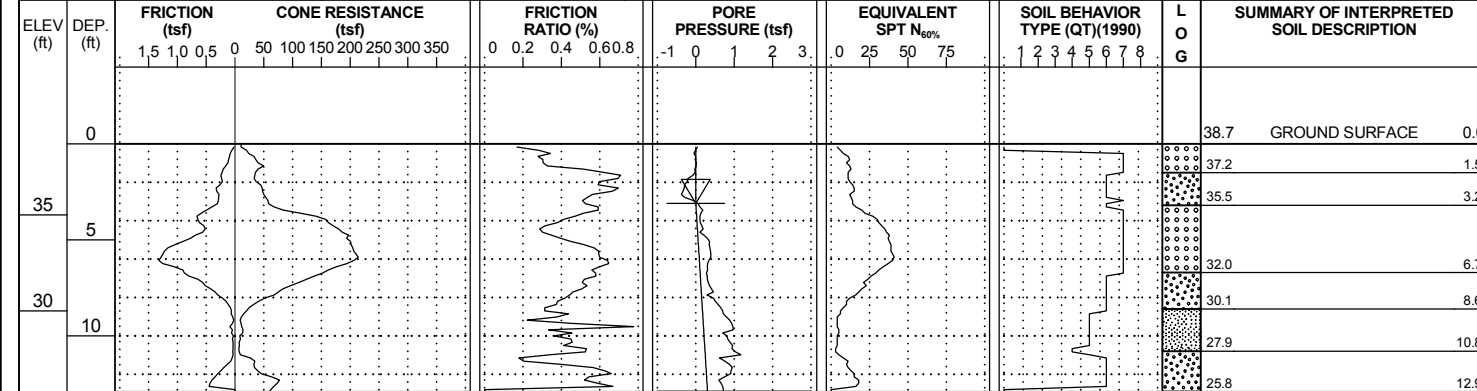 ELEV (ft)
DEP. (ft)
FRICTION (tsf)
1.5 1.0 0.5 0
CONE RESISTANCE (tsf)
50 100 150 200 250 300 350
FRICTION RATIO (%)
0 0.2 0.4 0.6 0.8
PORE PRESSURE (tsf)
-1 0 1 2 3
EQUIVALENT SPT N60%
0 25 50 75
SOIL BEHAVIOR TYPE (QT)(1990)
1 2 3 4 5 6 7 8
L
O
G
SUMMARY OF INTERPRETED SOIL DESCRIPTION
0
38.7 GROUND SURFACE
37.2
35.5
35
5
32.0
30
30.1
10
27.9
25.8